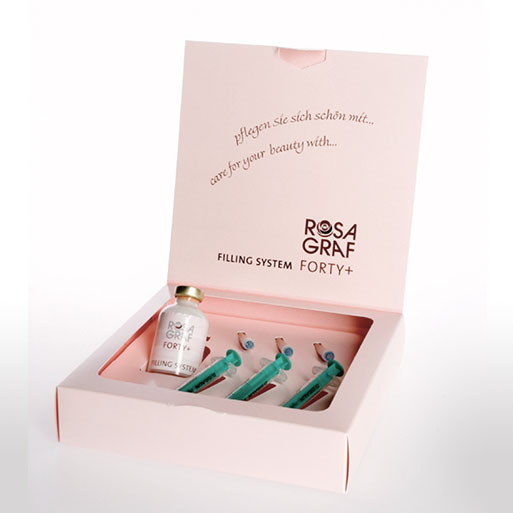 pflegen sie sich schön mit...
care for your beauty with...
ROSA
GRAF
FILLING SYSTEM FORTY+
ROSA
GRAF
FORTY+
FILLING SYSTEM